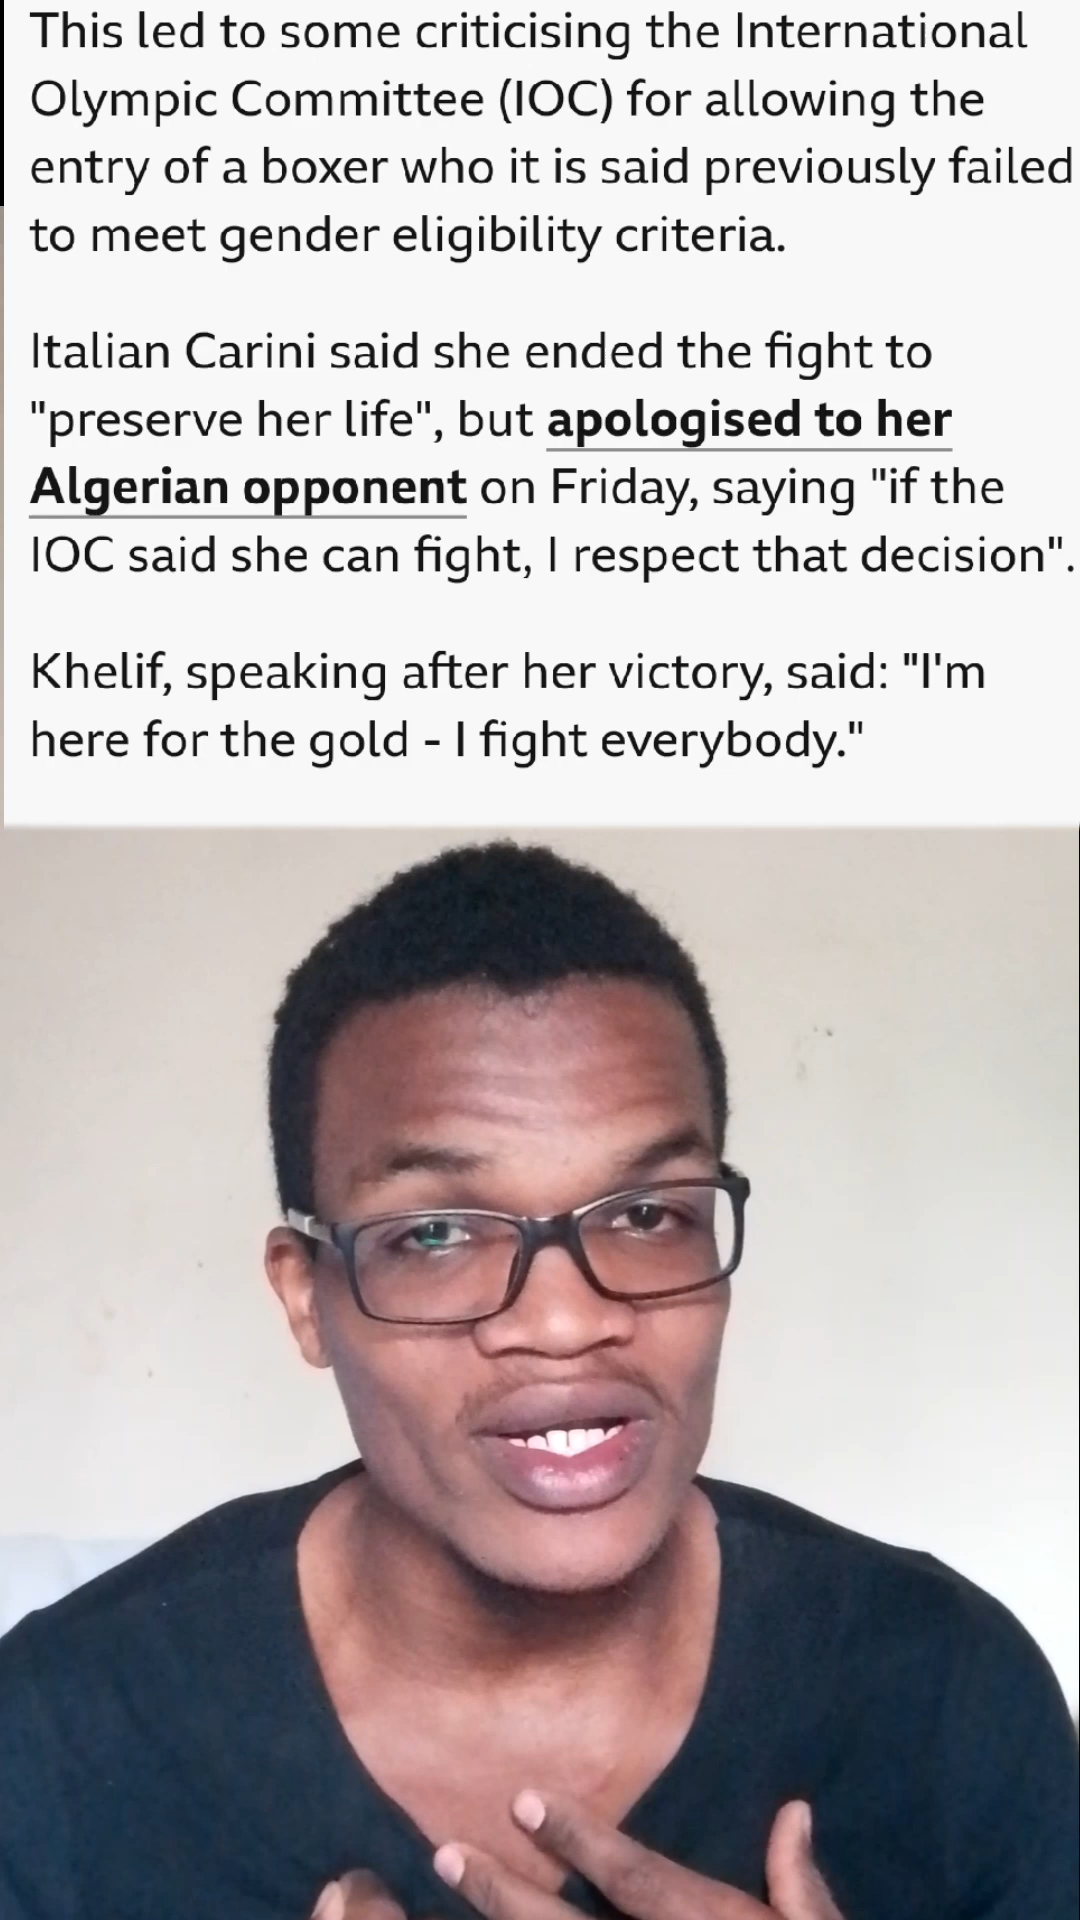 This led to some criticising the International
Olympic Committee (IOC) for allowing the
entry of a boxer who it is said previously failed
to meet gender eligibility criteria.
Italian Carini said she ended the fight to
"preserve her life", but apologised to her
Algerian opponent on Friday, saying "if the
IOC said she can fight, I respect that decision".
Khelif, speaking after her victory, said: "I'm
here for the gold - I fight everybody."